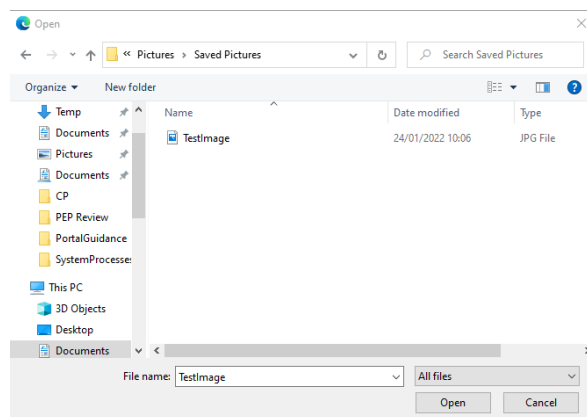 Open
« Pictures > Saved Pictures
Search Saved Pictures
Organize
New folder
Temp
Documents
Pictures
Documents
CP
PEP Review
PortalGuidance
SystemProcesses
This PC
3D Objects
Desktop
Documents
Name Date modified Type
TestImage 24/01/2022 10:06 JPG File
File name: TestImage
All files
Open Cancel